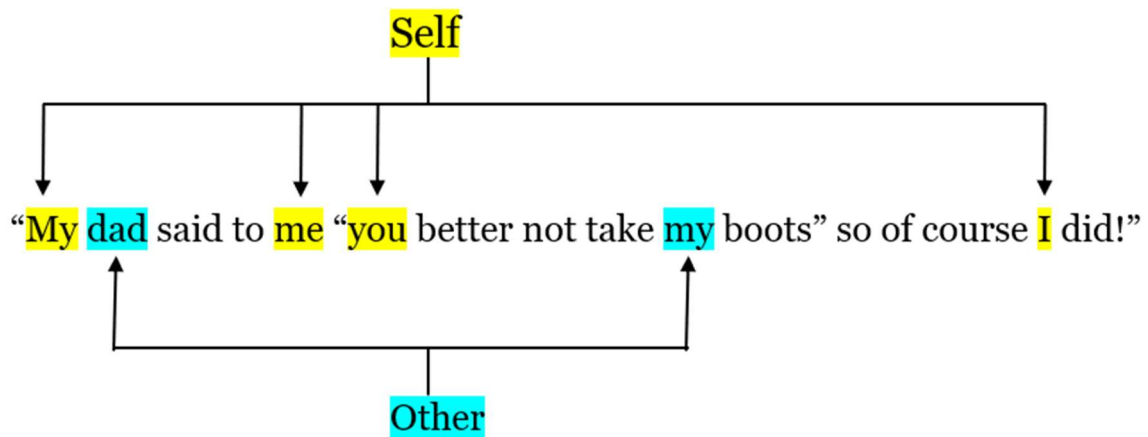 Self
“My dad said to me “you better not take my boots” so of course I did!”
Other